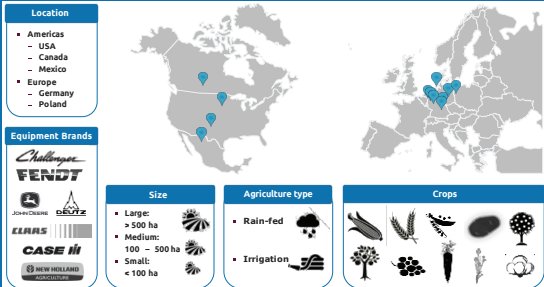 Location
Americas
– USA
– Canada
– Mexico
Europe
– Germany
– Poland
Equipment Brands
Challenger
FENDT
JOHN DEERE
DEUTZ
CLAAS
CASE IH
NEW HOLLAND
AGRICULTURE
Size
Large:
> 500 ha
Medium:
100 – 500 ha
Small:
< 100 ha
Agriculture type
Rain-fed
Irrigation
Crops